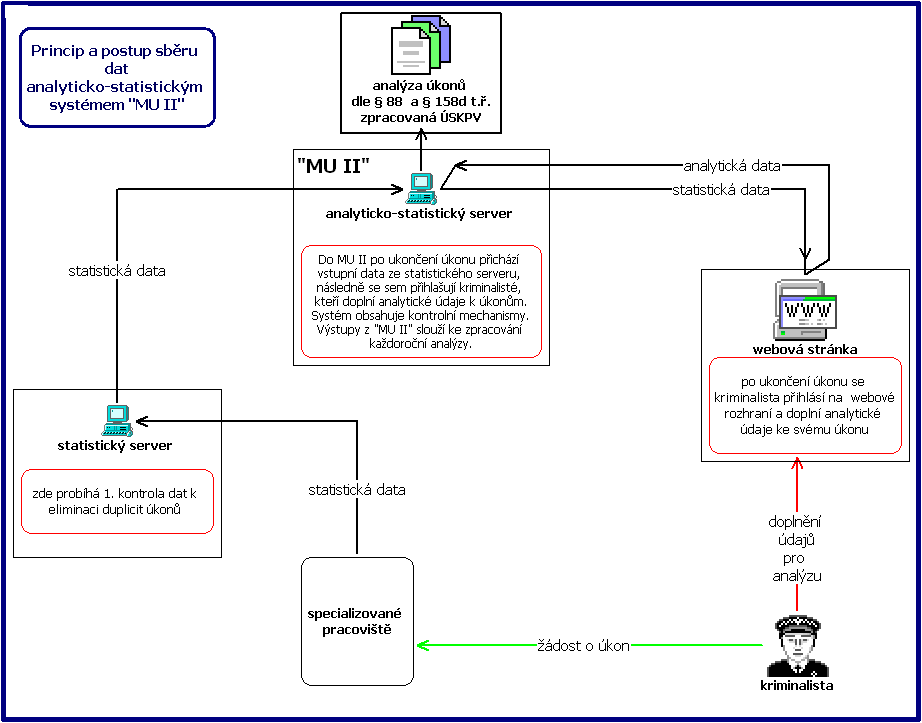 Princip a postup sběru
dat
analyticko-statistickým
systémem "MU II"
analýza úkonů
dle § 88 a § 158d t.ř.
zpracovaná ÚSKPV
"MU II"
analyticko-statistický server
analytická data
statistická data
statistická data
Do MU II po ukončení úkonu přichází
vstupní data ze statistického serveru,
následně se sem přihlašují kriminalisté,
kteří doplní analytické údaje k úkonům.
Systém obsahuje kontrolní mechanismy.
Výstupy z "MU II" slouží ke zpracování
každoroční analýzy.
WWW
webová stránka
po ukončení úkonu se
kriminalista přihlásí na webové
rozhraní a doplní analytické
údaje ke svému úkonu
statistický server
zde probíhá 1. kontrola dat k
eliminaci duplicit úkonů
statistická data
doplnění
údajů
pro
analýzu
specializované
pracoviště
žádost o úkon
kriminalista